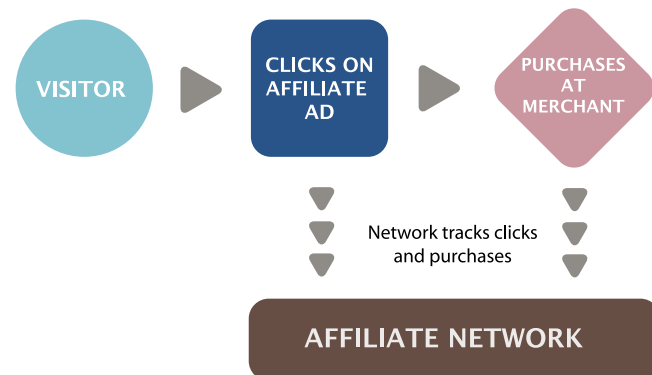 VISITOR
CLICKS ON
AFFILIATE
AD
PURCHASES
AT
MERCHANT
Network tracks clicks
and purchases
AFFILIATE NETWORK